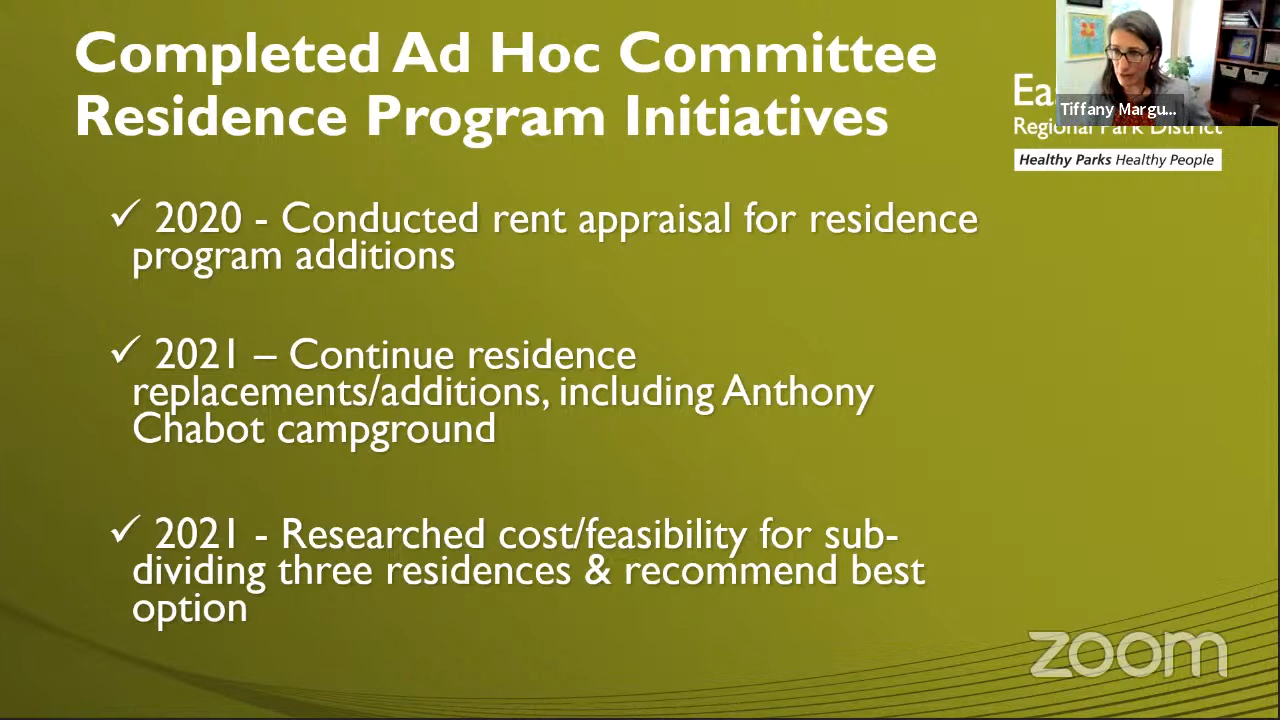 Completed Ad Hoc Committee
Residence Program Initiatives
Tiffany Margu...
Regional Park District
Healthy Parks Healthy People
✓ 2020 - Conducted rent appraisal for residence
program additions
✓ 2021 – Continue residence
replacements/additions, including Anthony
Chabot campground
✓ 2021 - Researched cost/feasibility for sub-
dividing three residences & recommend best
option
zoom